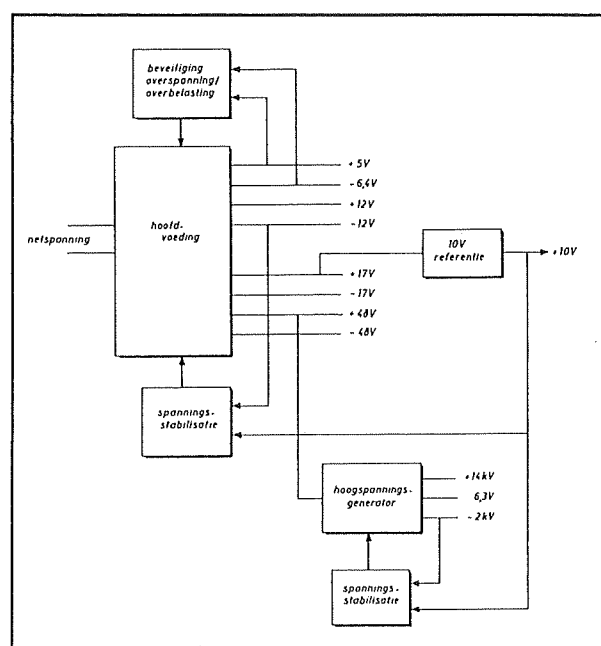 beveiliging
overspanning/
overbelasting
+5V
-6,4V
+12V
-12V
netspanning
hoofd-
voeding
10V
referentie
+10V
+17V
-17V
+48V
-48V
spannings-
stabilisatie
hoogspannings-
generator
+14kV
6,3V
-2kV
spannings-
stabilisatie